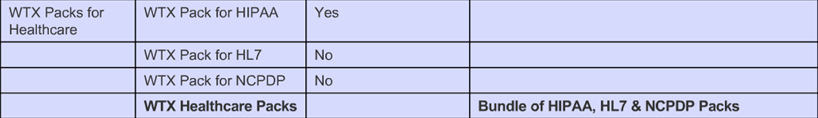 WTX Packs for Healthcare WTX Pack for HIPAA Yes
WTX Pack for HL7 No
WTX Pack for NCPDP No
WTX Healthcare Packs Bundle of HIPAA, HL7 & NCPDP Packs